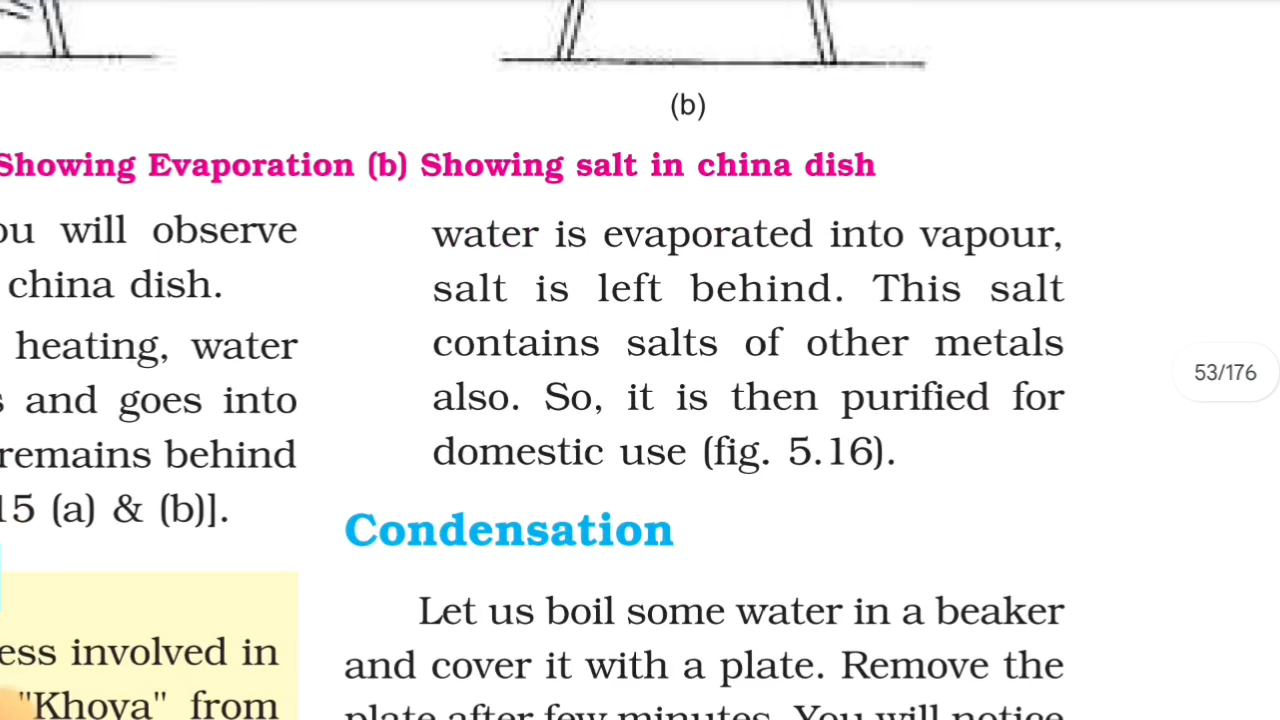 (b)
Showing Evaporation (b) Showing salt in china dish
will observe
china dish.
heating, water
and goes into
remains behind
15 (a) & (b)].
involved in
"Khoya" from
water is evaporated into vapour,
salt is left behind. This salt
contains salts of other metals
also. So, it is then purified for
domestic use (fig. 5.16).
Condensation
Let us boil some water in a beaker
and cover it with a plate. Remove the
plate after few minutes. You will notice
53/176